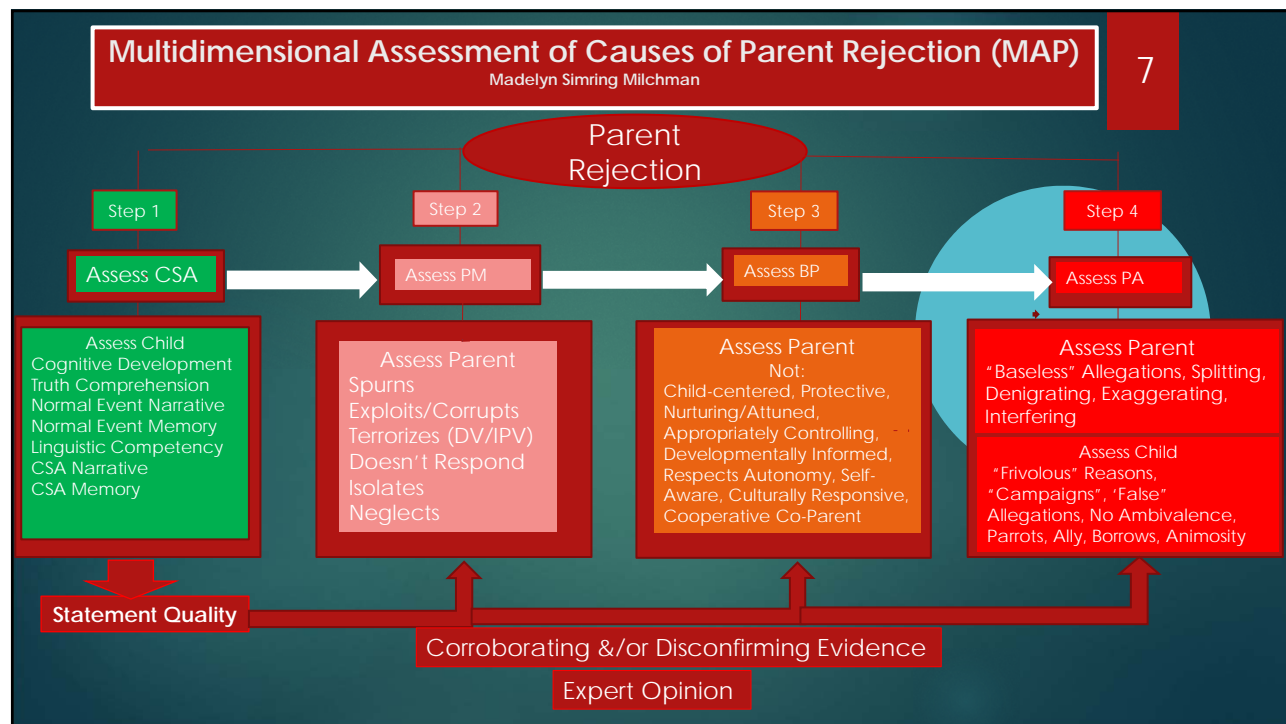 Multidimensional Assessment of Causes of Parent Rejection (MAP)
Madelyn Simring Milchman
7
Parent
Rejection
Step 1
Step 2
Step 3
Step 4
Assess CSA
Assess PM
Assess BP
Assess PA
Assess Child
Cognitive Development
Truth Comprehension
Normal Event Narrative
Normal Event Memory
Linguistic Competency
CSA Narrative
CSA Memory
Assess Parent
Spurns
Exploits/Corrupts
Terrorizes (DV/IPV)
Doesn't Respond
Isolates
Neglects
Assess Parent
Not:
Child-centered, Protective,
Nurturing/Attuned,
Appropriately Controlling,
Developmentally Informed,
Respects Autonomy, Self-
Aware, Culturally Responsive,
Cooperative Co-Parent
Assess Parent
"Baseless" Allegations, Splitting,
Denigrating, Exaggerating,
Interfering
Assess Child
"Frivolous" Reasons,
"Campaigns", 'False"
Allegations, No Ambivalence,
Parrots, Ally, Borrows, Animosity
Statement Quality
Corroborating &/or Disconfirming Evidence
Expert Opinion